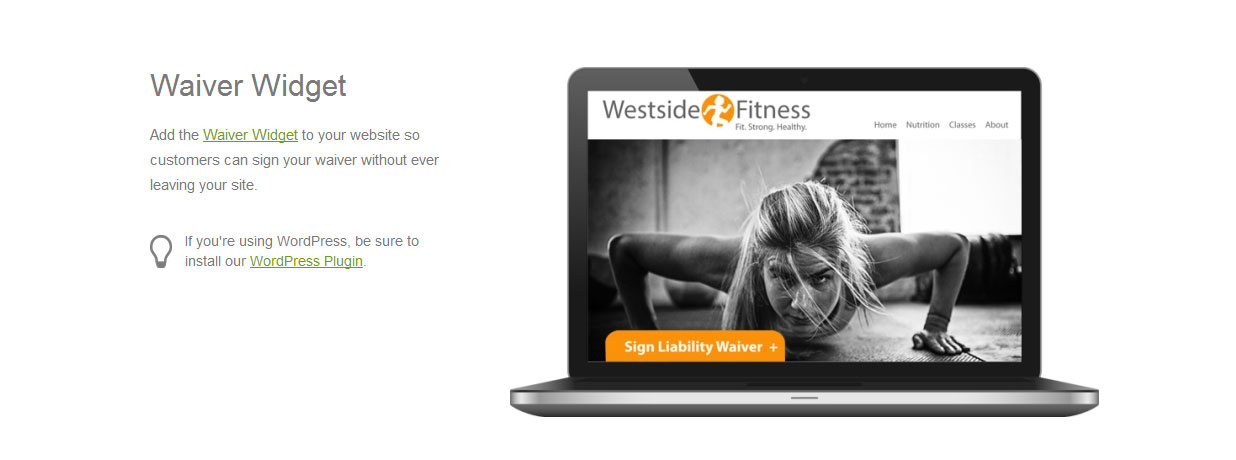 Waiver Widget
Add the Waiver Widget to your website so
customers can sign your waiver without ever
leaving your site.
If you're using WordPress, be sure to
install our WordPress Plugin.
Westside Fitness
Fit. Strong. Healthy.
Home Nutrition Classes About
Sign Liability Waiver +